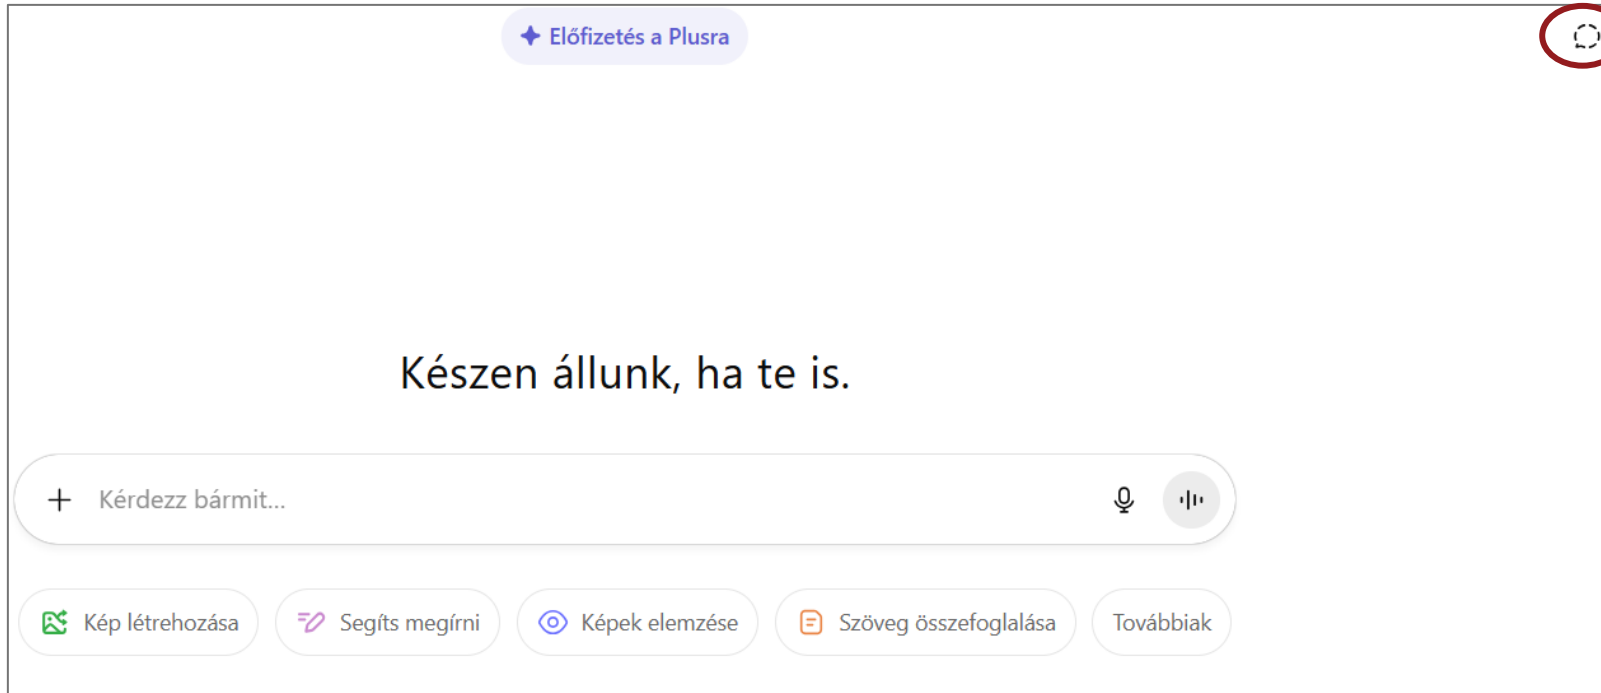 Előfizetés a Plusra
Készen állunk, ha te is.
Kérdezz bármit...
Kép létrehozása
Segíts megírni
Képek elemzése
Szöveg összefoglalása
Továbbiak